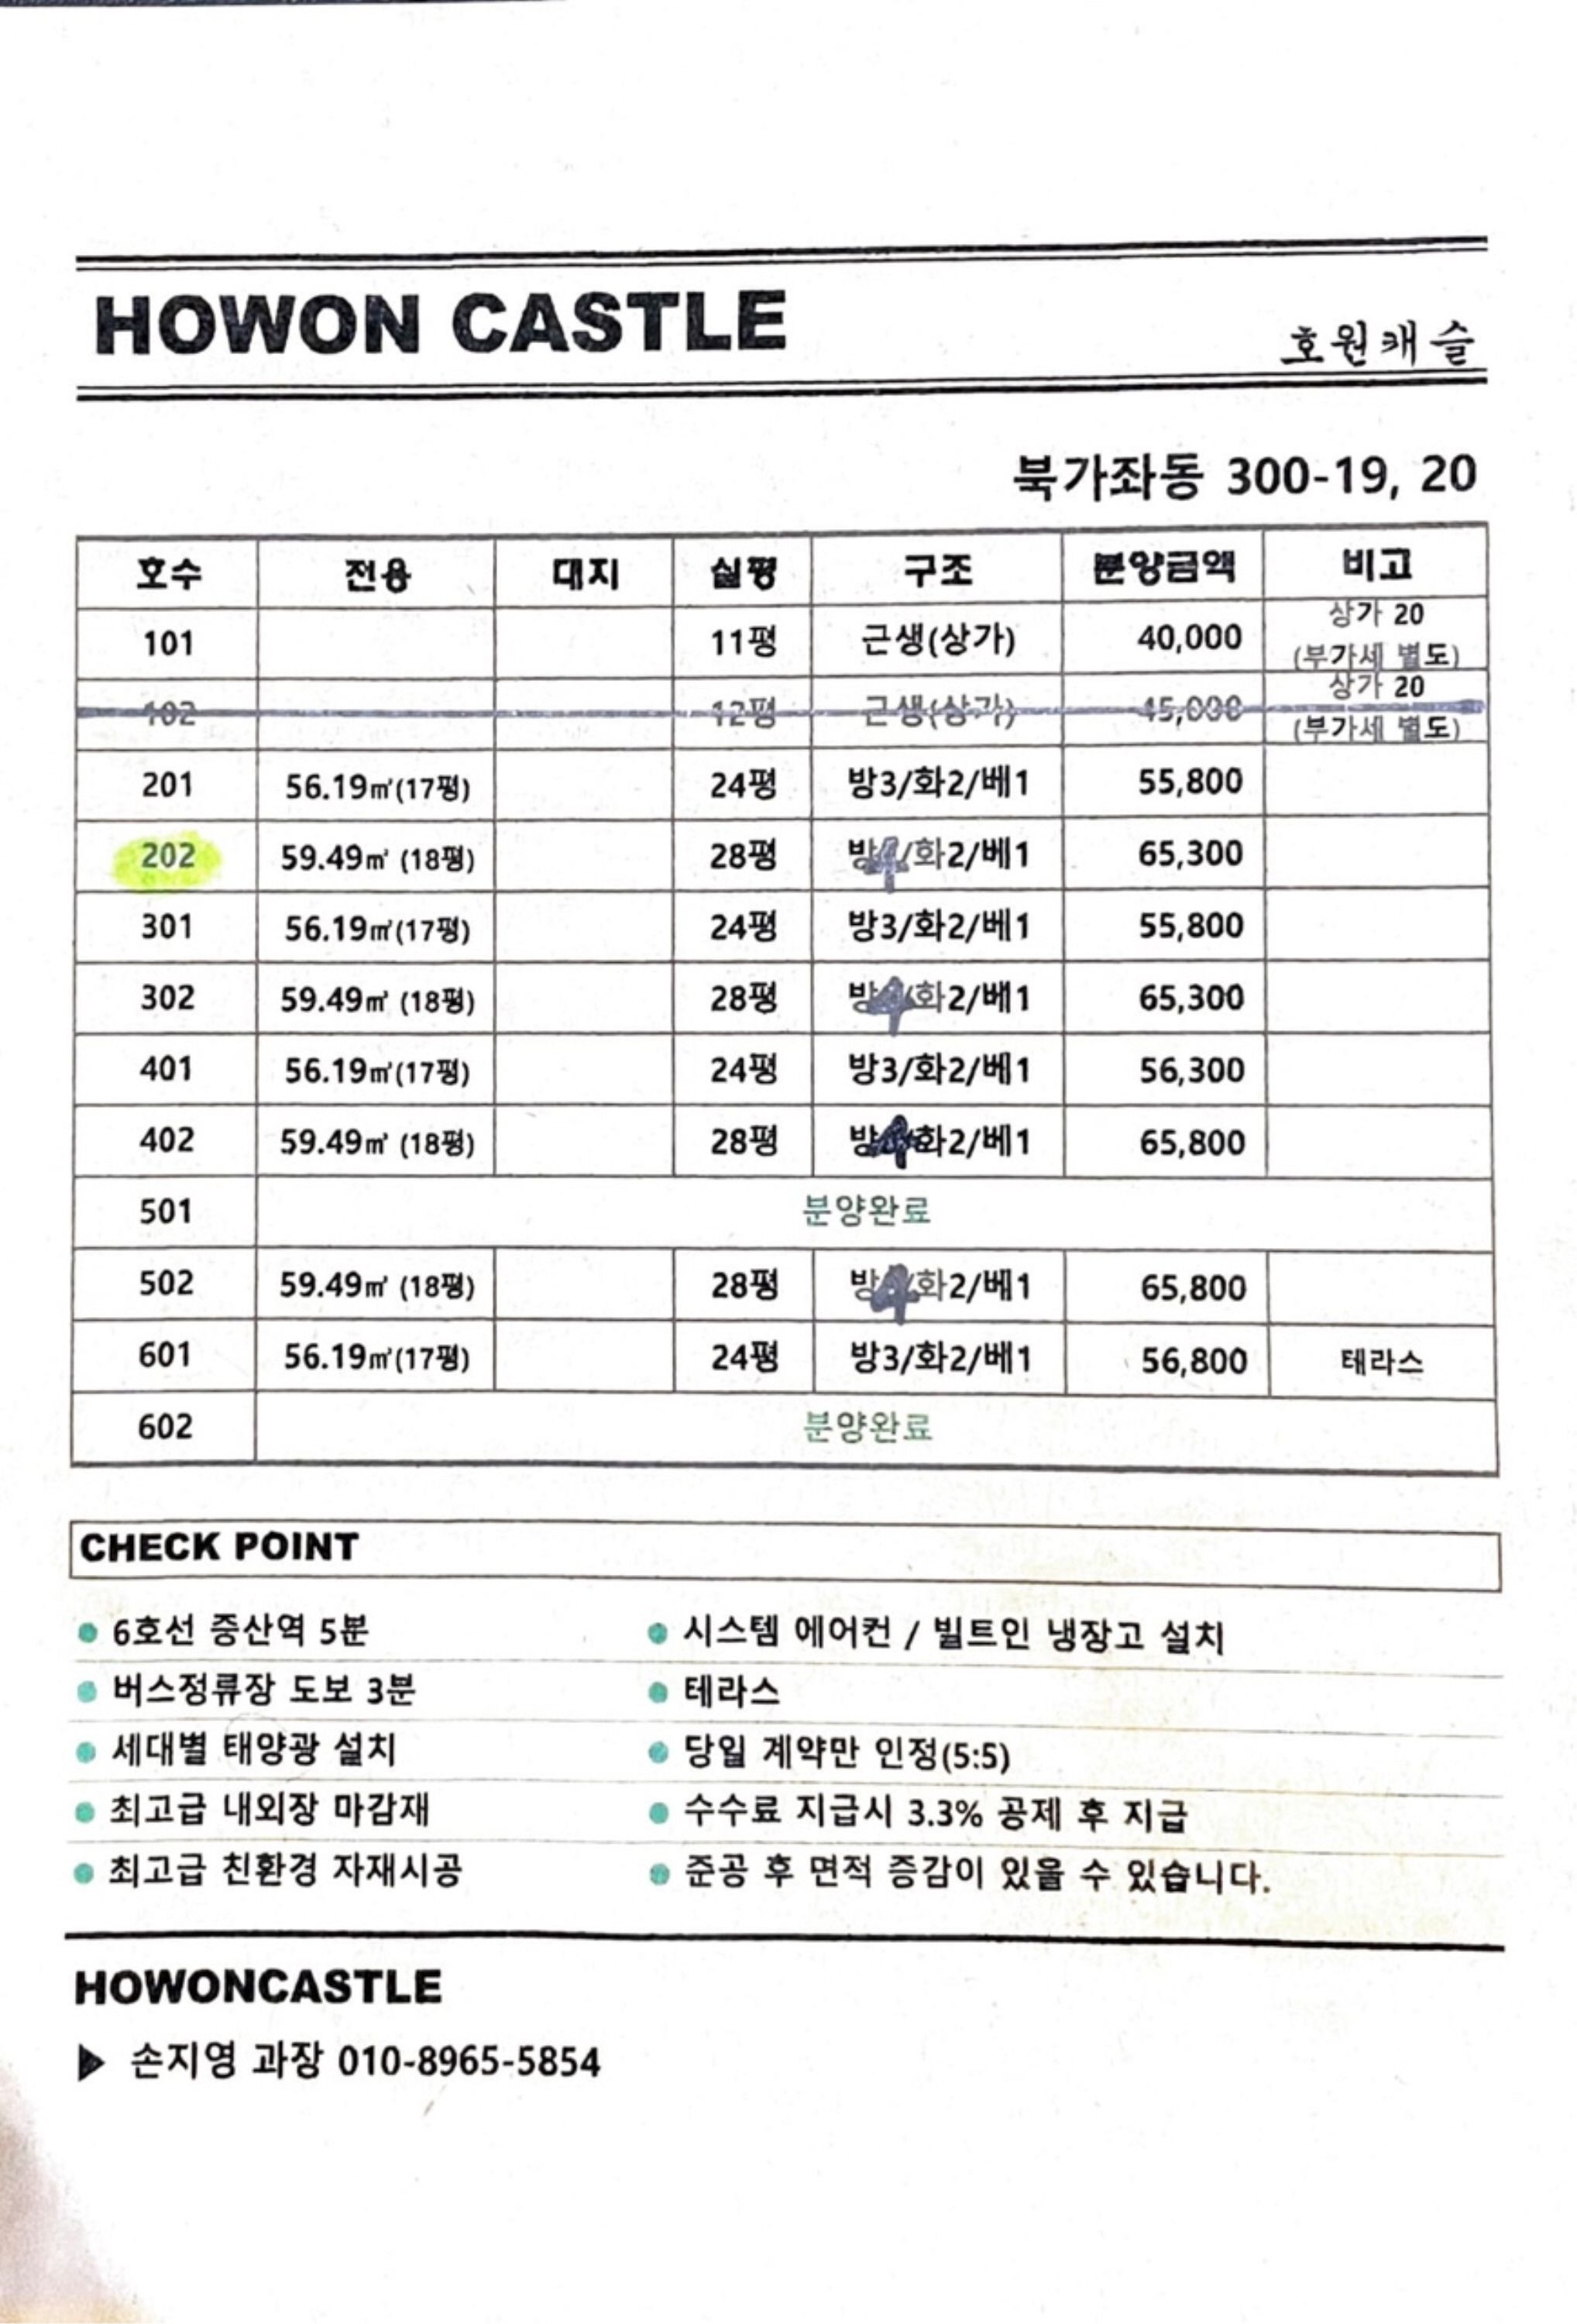 HOWON CASTLE
호원캐슬
북가좌동 300-19, 20
호수 전용 대지 실평 구조 분양금액 비고
101 11평 근생(상가) 40,000 상가 20 (부가세 별도)
102 12평 근생(상가) 45,000 상가 20 (부가세 별도)
201 56.19㎡(17평) 24평 방3/화2/베1 55,800
202 59.49㎡ (18평) 28평 방4/화2/베1 65,300
301 56.19㎡(17평) 24평 방3/화2/베1 55,800
302 59.49㎡ (18평) 28평 방4/화2/베1 65,300
401 56.19㎡(17평) 24평 방3/화2/베1 56,300
402 59.49㎡ (18평) 28평 방4/화2/베1 65,800
501 분양완료
502 59.49㎡ (18평) 28평 방4/화2/베1 65,800
601 56.19㎡(17평) 24평 방3/화2/베1 56,800 테라스
602 분양완료
CHECK POINT
6호선 증산역 5분
버스정류장 도보 3분
세대별 태양광 설치
최고급 내외장 마감재
최고급 친환경 자재시공
시스템 에어컨 / 빌트인 냉장고 설치
테라스
당일 계약만 인정(5:5)
수수료 지급시 3.3% 공제 후 지급
준공 후 면적 증감이 있을 수 있습니다.
HOWONCASTLE
▶ 손지영 과장 010-8965-5854